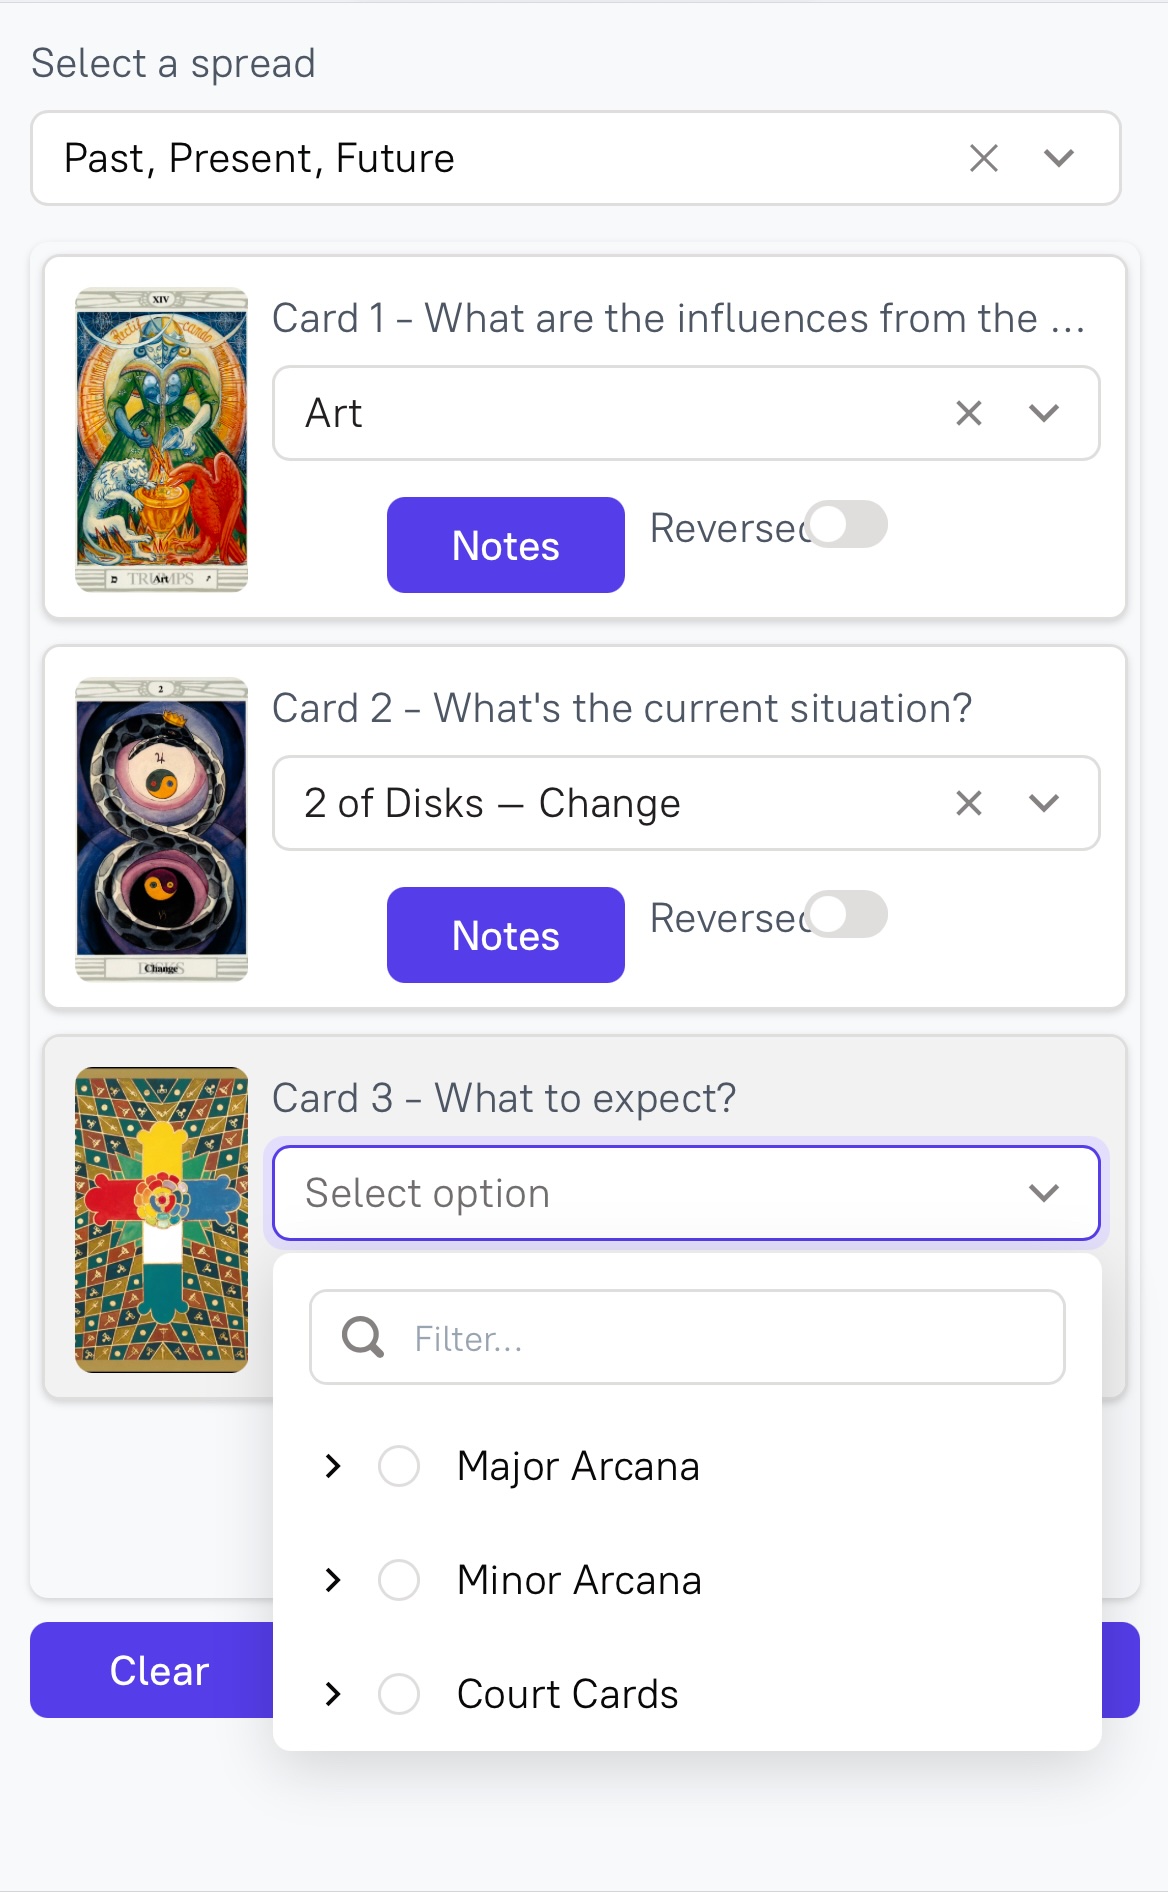 Select a spread
Past, Present, Future
XIV
Card 1 - What are the influences from the ...
Art
Notes
Reversed
TRUMPS
Art
2
Card 2 - What's the current situation?
2 of Disks — Change
Notes
Reversed
DISKS
Change
Card 3 - What to expect?
Select option
Filter...
Major Arcana
Minor Arcana
Court Cards
Clear